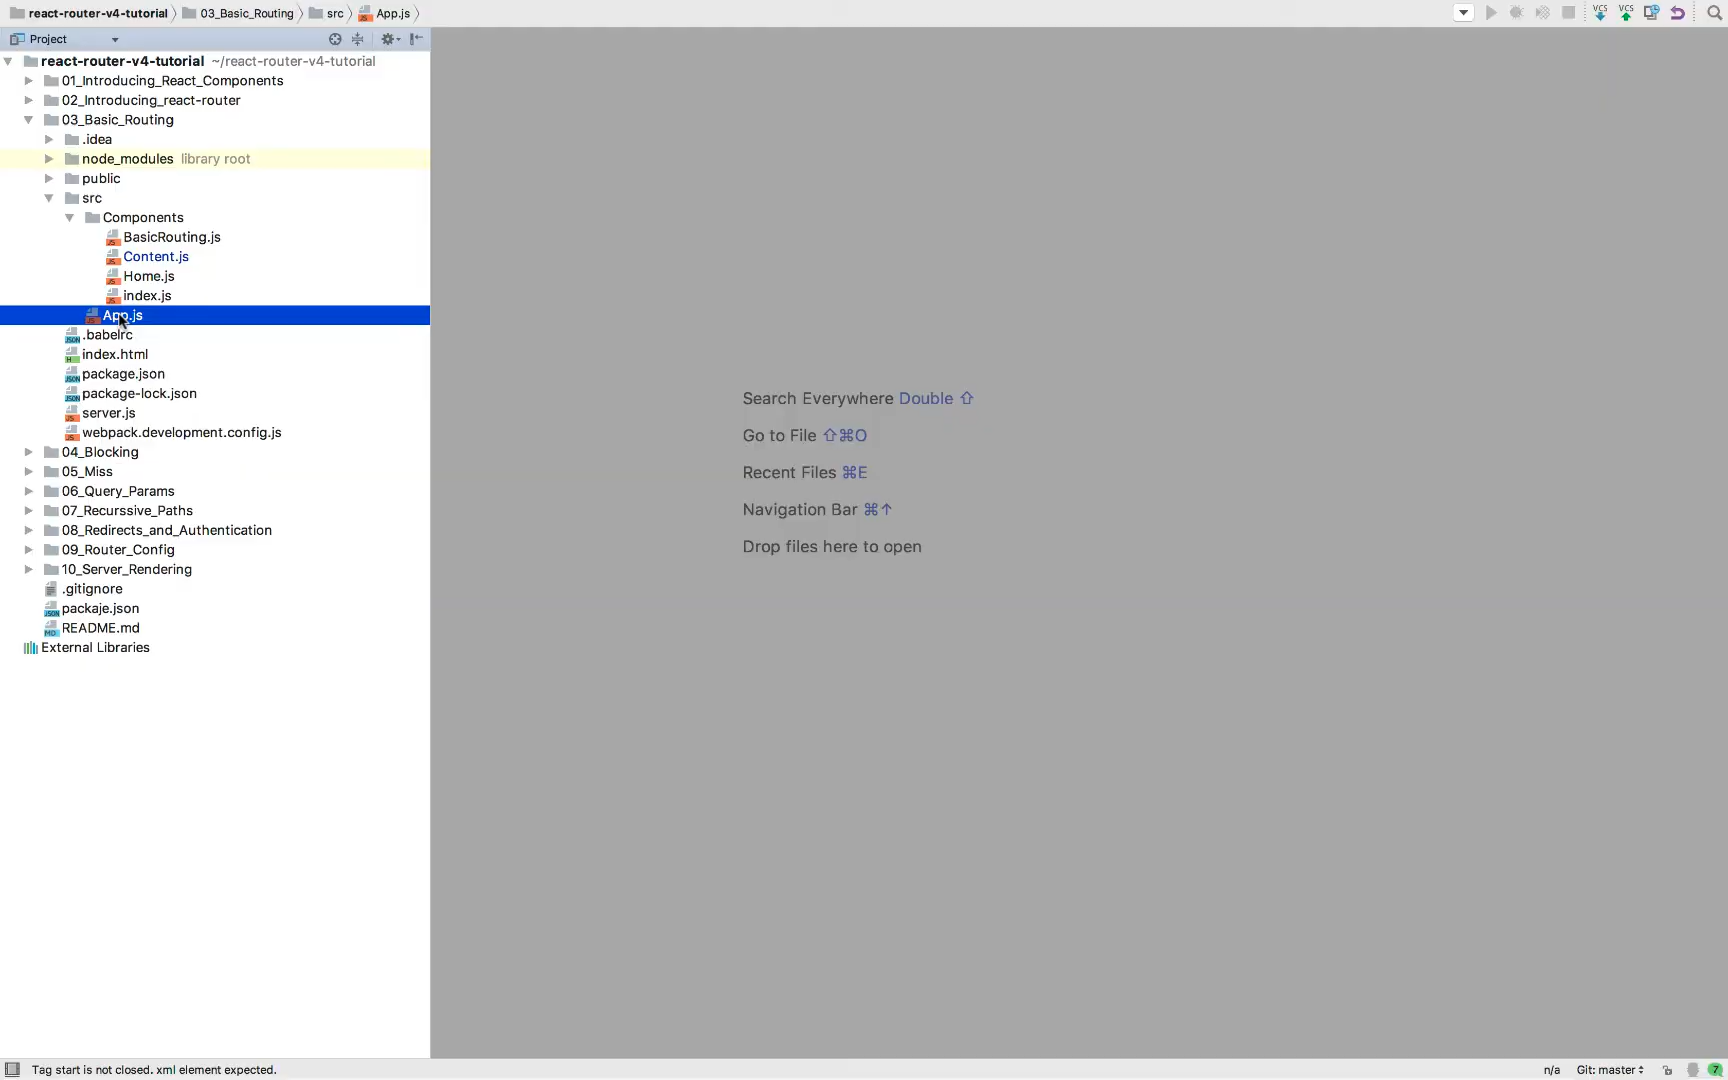 react-router-v4-tutorial 03_Basic_Routing src App.js
VCS VCS
Project
react-router-v4-tutorial ~/react-router-v4-tutorial
01_Introducing_React_Components
02_Introducing_react-router
03_Basic_Routing
.idea
node_modules library root
public
src
Components
BasicRouting.js
Content.js
Home.js
index.js
App.js
.babelrc
index.html
package.json
package-lock.json
server.js
webpack.development.config.js
04_Blocking
05_Miss
06_Query_Params
07_Recurssive_Paths
08_Redirects_and_Authentication
09_Router_Config
10_Server_Rendering
.gitignore
packaje.json
README.md
External Libraries
Search Everywhere Double ⇧
Go to File ⇧⌘O
Recent Files ⌘E
Navigation Bar ⌘↑
Drop files here to open
Tag start is not closed. xml element expected.
n/a Git: master 7